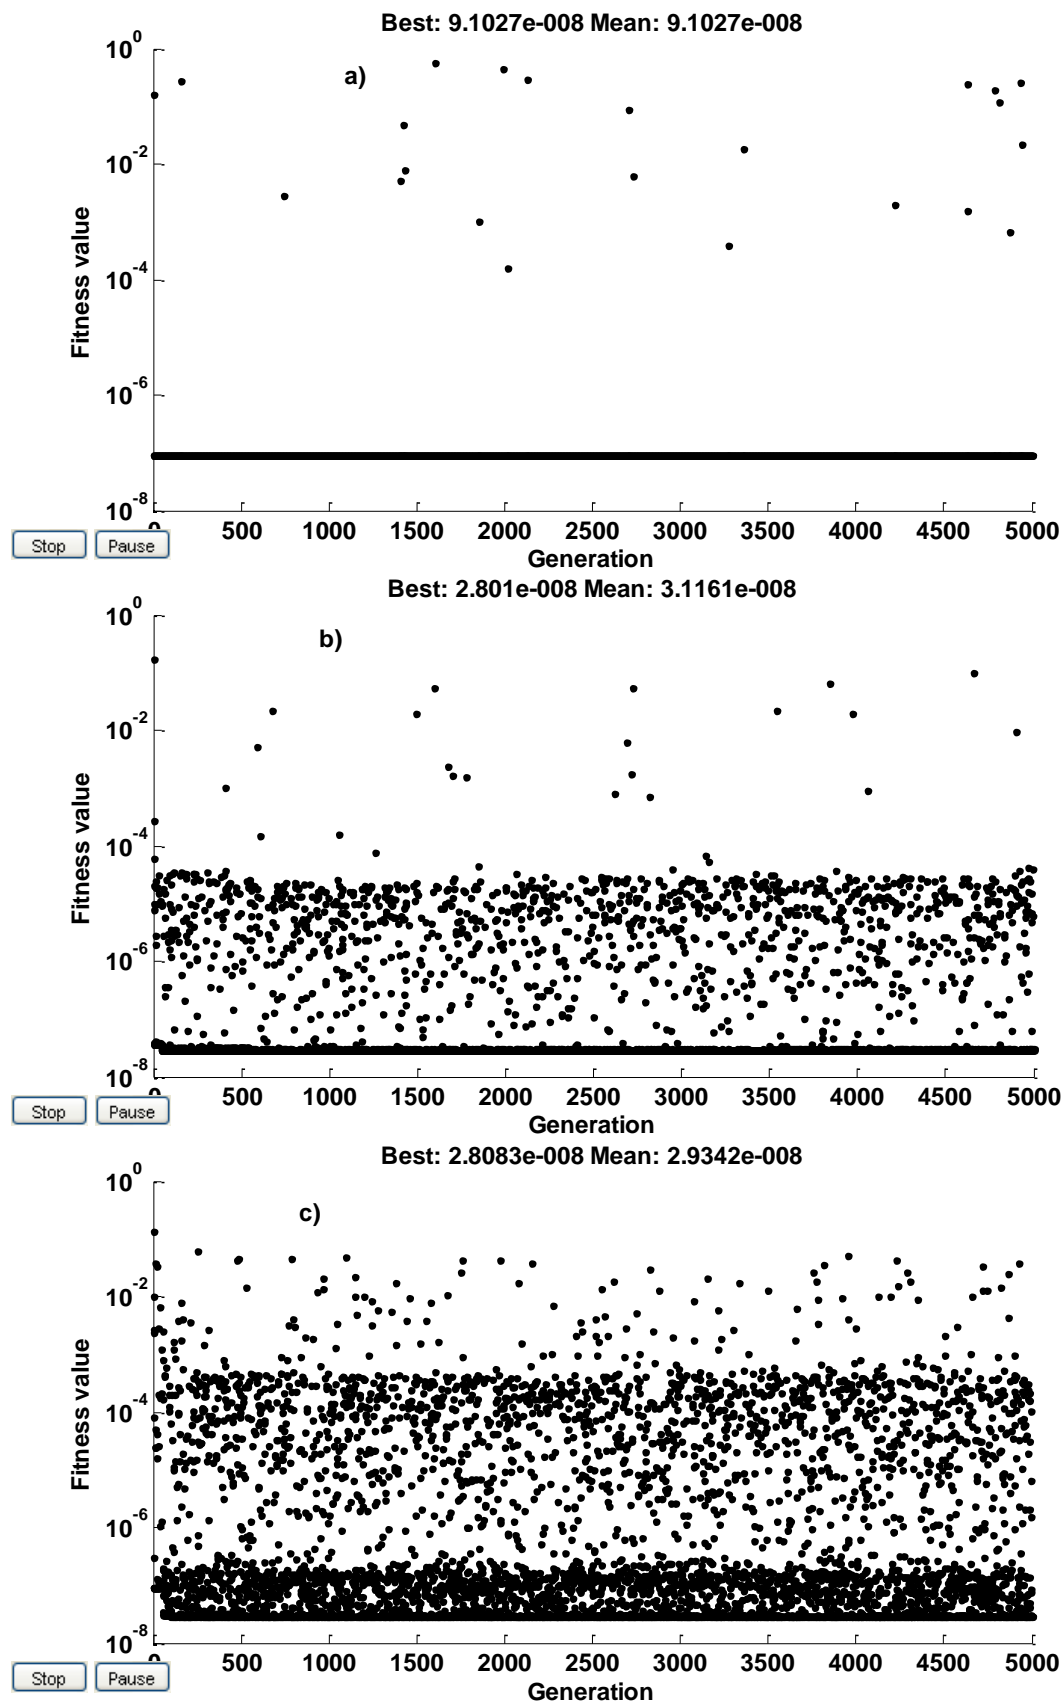 Best: 9.1027e-008 Mean: 9.1027e-008
10^0
a)
10^-2
10^-4
10^-6
10^-8
Fitness value
0 500 1000 1500 2000 2500 3000 3500 4000 4500 5000
Stop Pause
Generation
Best: 2.801e-008 Mean: 3.1161e-008
10^0
b)
10^-2
10^-4
10^-6
10^-8
Fitness value
0 500 1000 1500 2000 2500 3000 3500 4000 4500 5000
Stop Pause
Generation
Best: 2.8083e-008 Mean: 2.9342e-008
10^0
c)
10^-2
10^-4
10^-6
10^-8
Fitness value
0 500 1000 1500 2000 2500 3000 3500 4000 4500 5000
Stop Pause
Generation